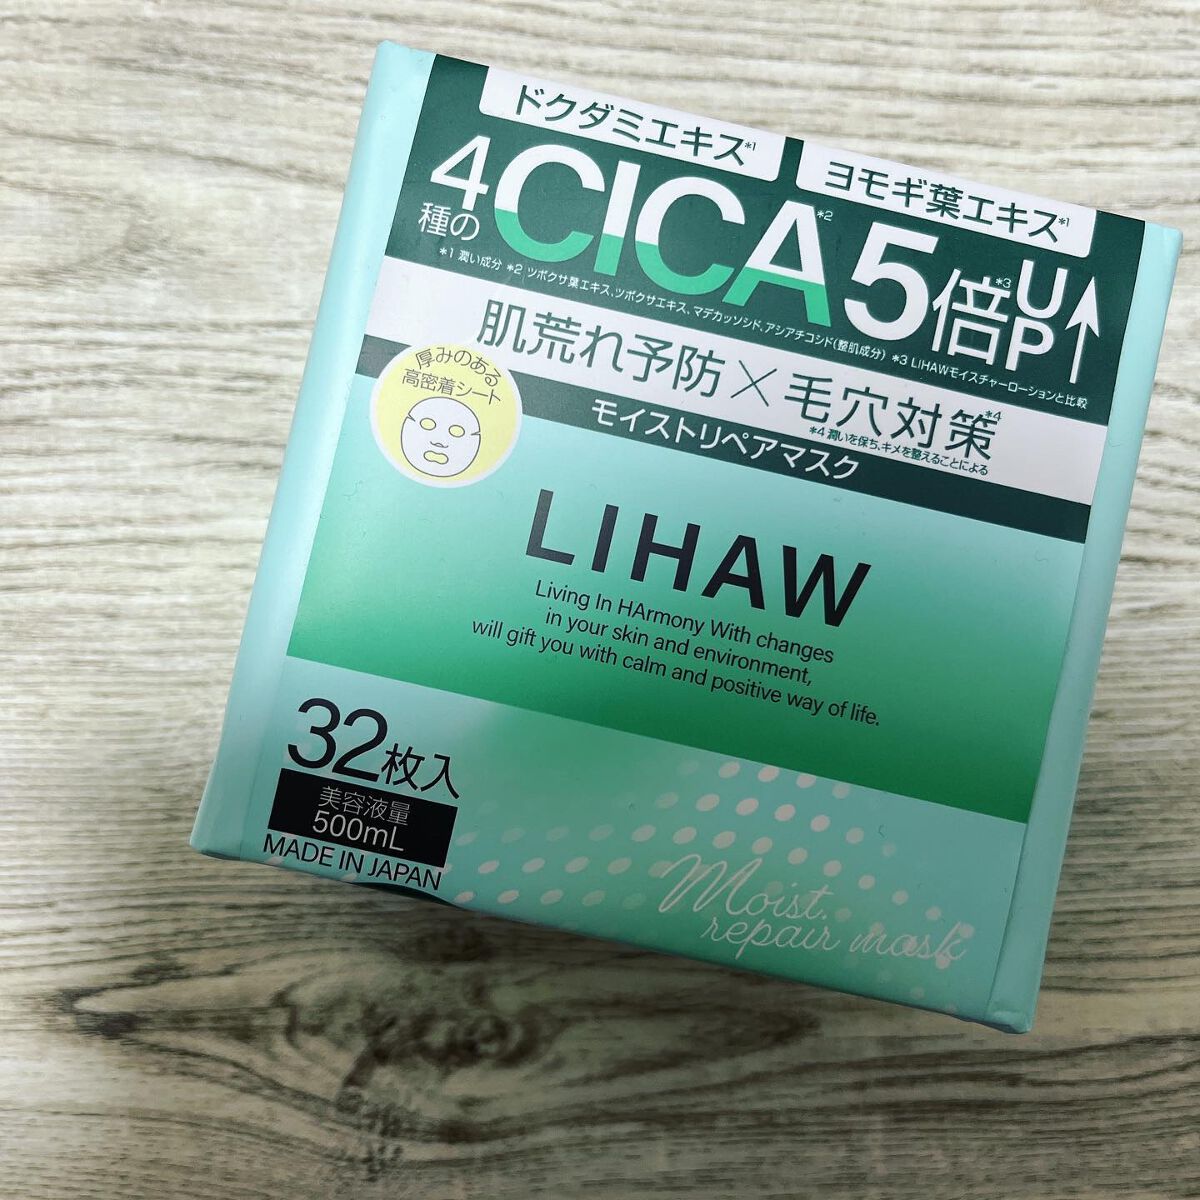 ドクダミエキス*1
ヨモギ葉エキス*1
4種のCICA*2 5倍*3UP↑
*1 潤い成分 *2 ツボクサ葉エキス、ツボクサエキス、マデカッソシド、アシアチコシド(整肌成分) *3 LIHAWモイスチャーローションと比較
肌荒れ予防×毛穴対策*4
*4 潤いを保ち、キメを整えることによる
厚みのある
高密着シート
モイストリペアマスク
LIHAW
Living In HArmony With changes
in your skin and environment,
will gift you with calm and positive way of life.
32枚入
美容液量
500mL
MADE IN JAPAN
Moist
repair mask